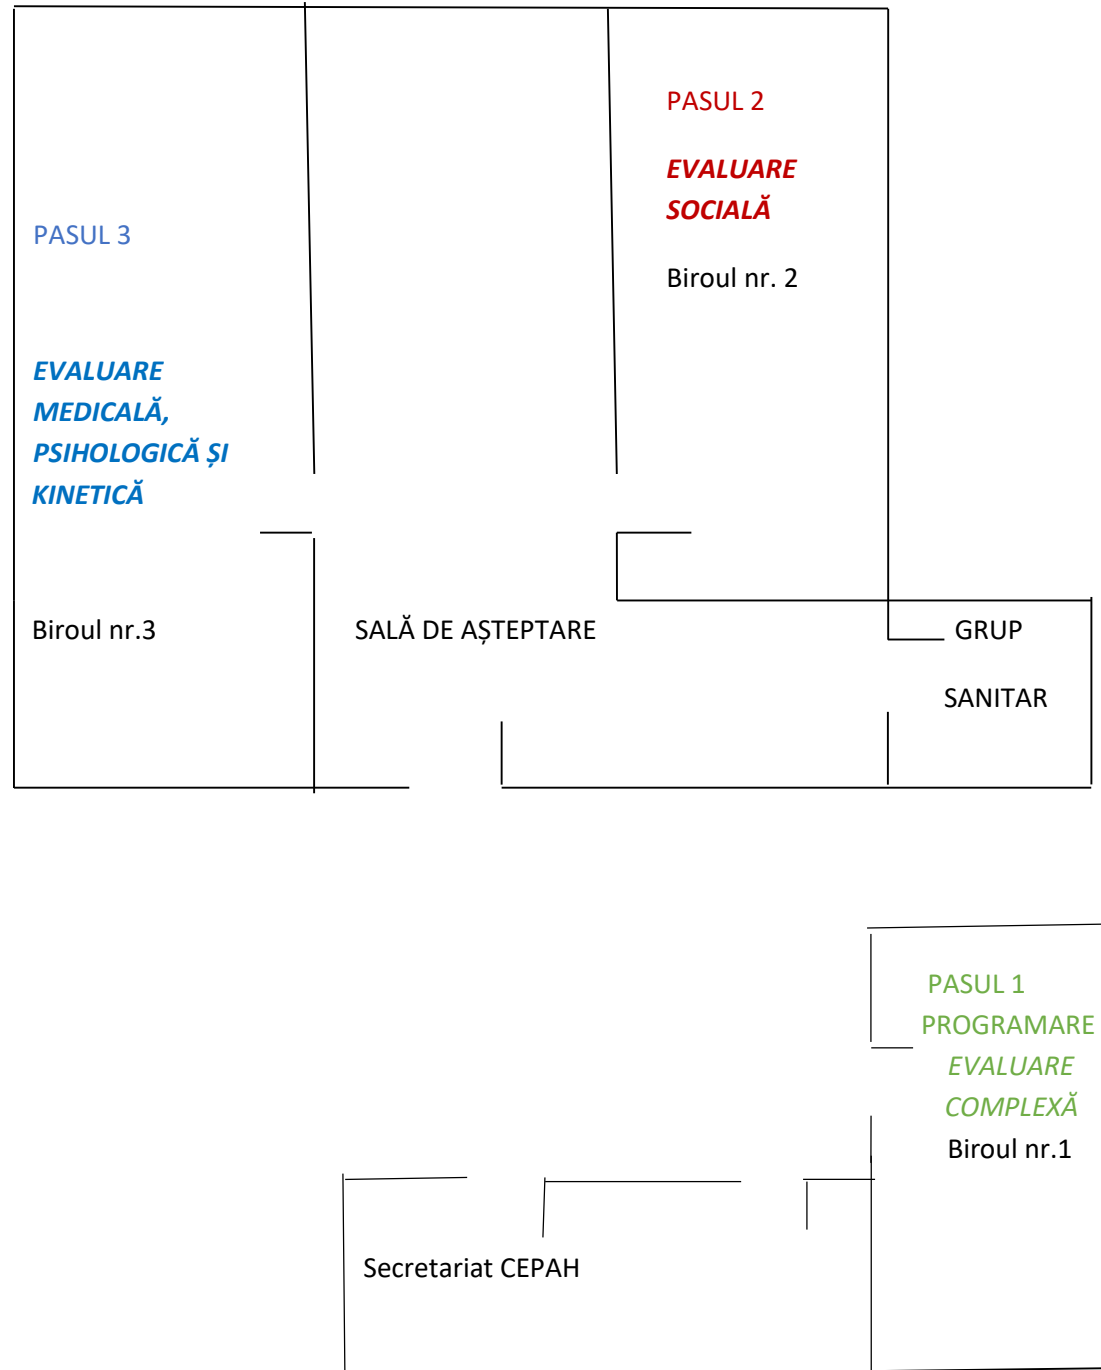 PASUL 2
EVALUARE
SOCIALĂ
Biroul nr. 2
PASUL 3
EVALUARE
MEDICALĂ,
PSIHOLOGICĂ ȘI
KINETICĂ
Biroul nr.3
SALĂ DE AȘTEPTARE
GRUP
SANITAR
PASUL 1
PROGRAMARE
EVALUARE
COMPLEXĂ
Biroul nr.1
Secretariat CEPAH